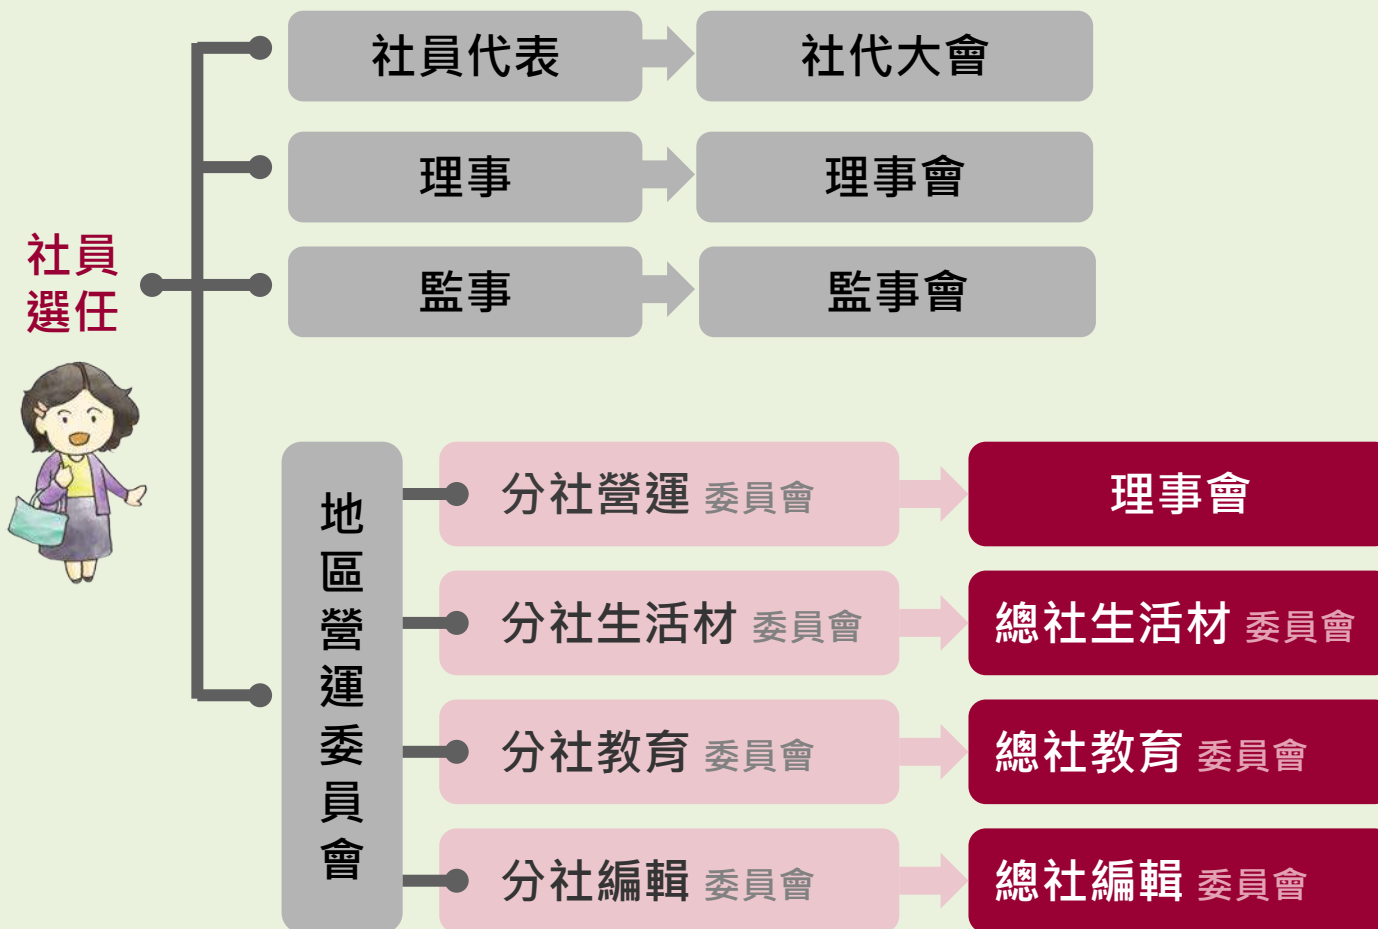 社員代表
社代大會
理事
理事會
社員
選任
監事
監事會
地區營運委員會
分社營運 委員會
理事會
分社生活材 委員會
總社生活材 委員會
分社教育 委員會
總社教育 委員會
分社編輯 委員會
總社編輯 委員會